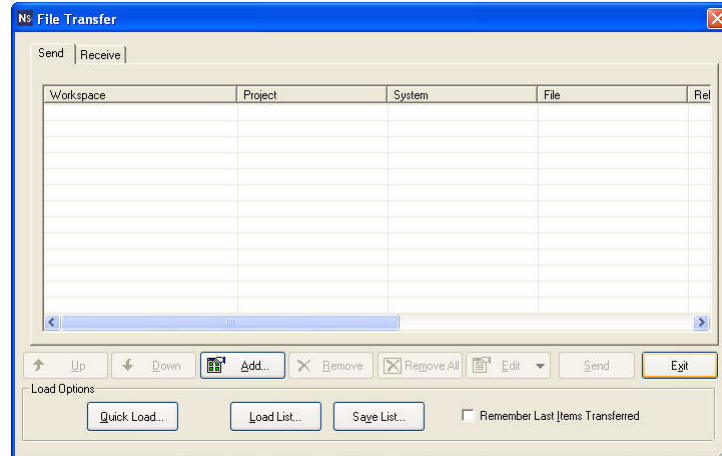 NS File Transfer
Send Receive
Workspace Project System File Rel
Up Down Add... Remove Remove All Edit Send Exit
Load Options
Quick Load... Load List... Save List... Remember Last Items Transferred